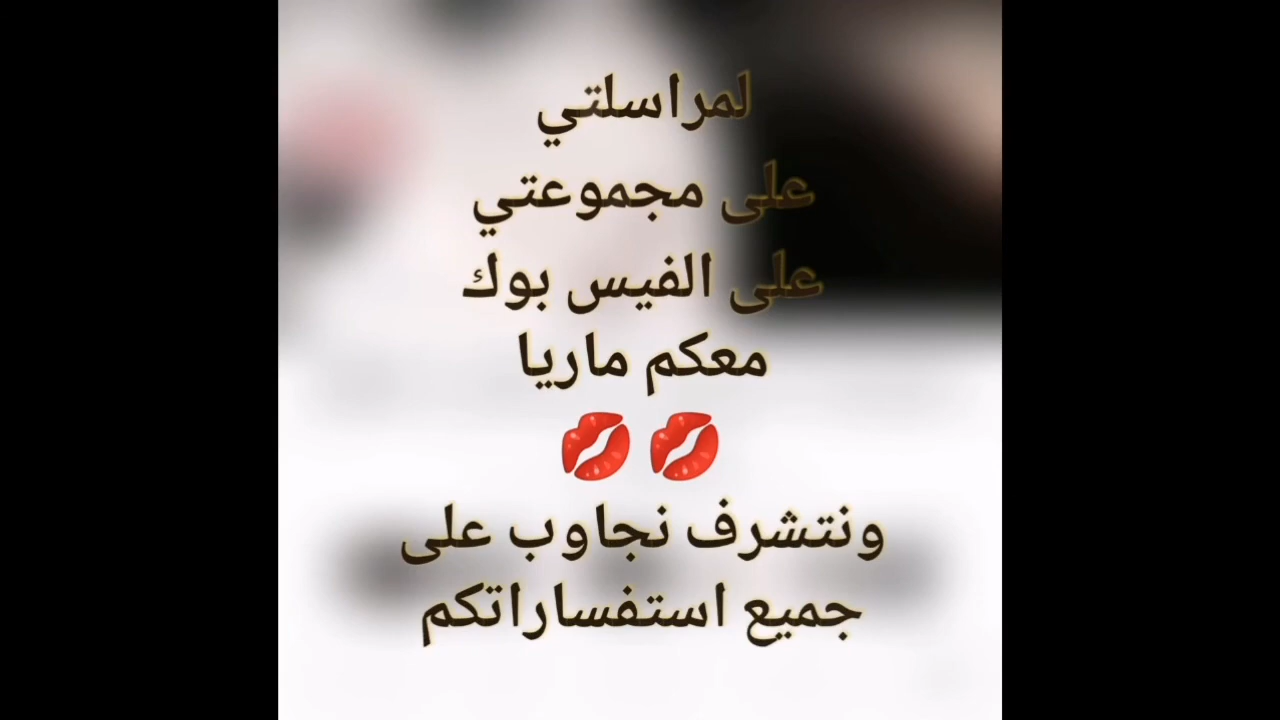 لمراسلتي
على مجموعتي
على الفيس بوك
معكم ماريا
💋 💋
ونتشرف نجاوب على
جميع استفساراتكم